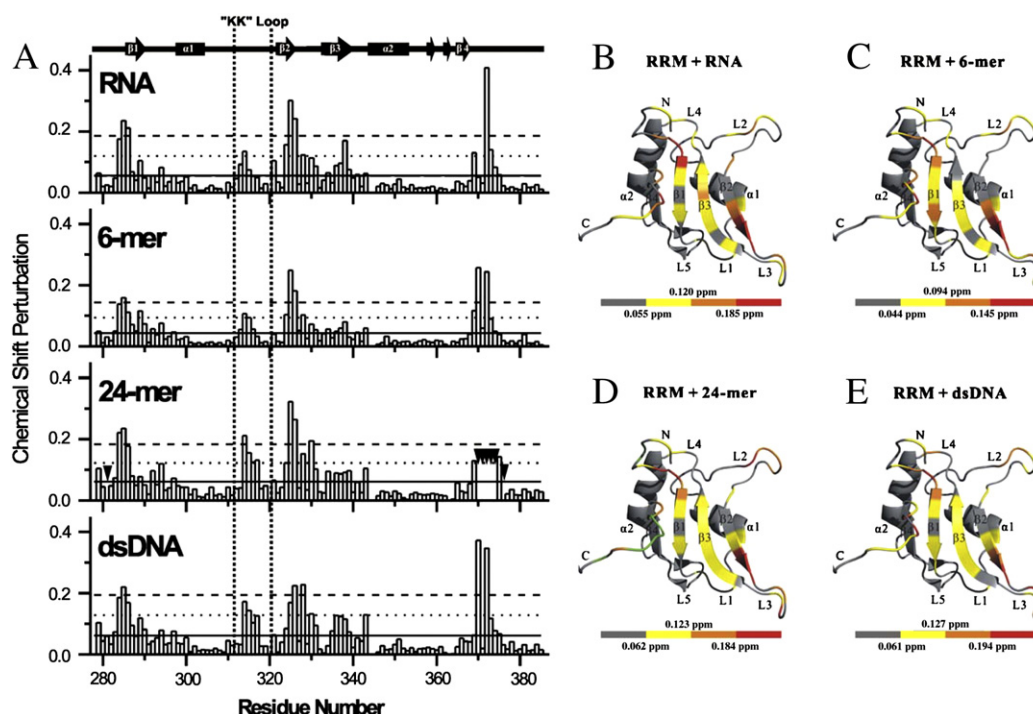 A
"KK" Loop
β1
α1
β2
β3
α2
β4
Chemical Shift Perturbation
0.4
0.2
0.0
RNA
0.4
0.2
0.0
6-mer
0.4
0.2
0.0
24-mer
0.4
0.2
0.0
dsDNA
280
300
320
340
360
380
Residue Number
B
RRM + RNA
N
L4
L2
α2
β1
β2
α1
β3
C
L5
L1
L3
0.120 ppm
0.055 ppm
0.185 ppm
C
RRM + 6-mer
N
L4
L2
α2
β1
β2
α1
β3
C
L5
L1
L3
0.094 ppm
0.044 ppm
0.145 ppm
D
RRM + 24-mer
N
L4
L2
α2
β1
β2
α1
β3
C
L5
L1
L3
0.123 ppm
0.062 ppm
0.184 ppm
E
RRM + dsDNA
N
L4
L2
α2
β1
β2
α1
β3
C
L5
L1
L3
0.127 ppm
0.061 ppm
0.194 ppm